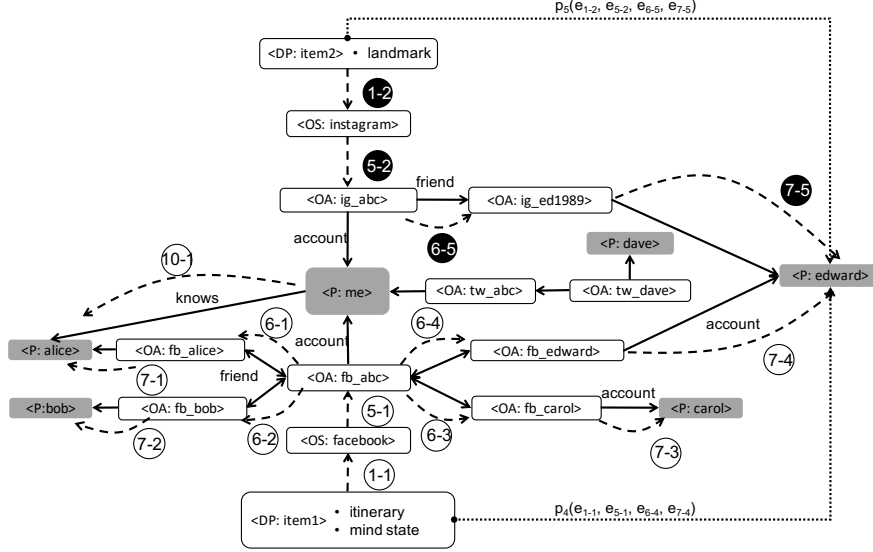 p5(e1-2, e5-2, e6-5, e7-5)
<DP: item2> • landmark
1-2
<OS: instagram>
5-2
friend
<OA: ig_abc>
<OA: ig_ed1989>
7-5
account
6-5
<P: dave>
10-1
<P: me>
<OA: tw_abc>
<OA: tw_dave>
<P: edward>
knows
6-1
6-4
account
account
<P: alice>
<OA: fb_alice>
<OA: fb_edward>
7-1
friend
<OA: fb_abc>
7-4
account
<P:bob>
<OA: fb_bob>
5-1
<OA: fb_carol>
<P: carol>
7-2
6-2
<OS: facebook>
6-3
7-3
1-1
<DP: item1>
• itinerary
• mind state
p4(e1-1, e5-1, e6-4, e7-4)